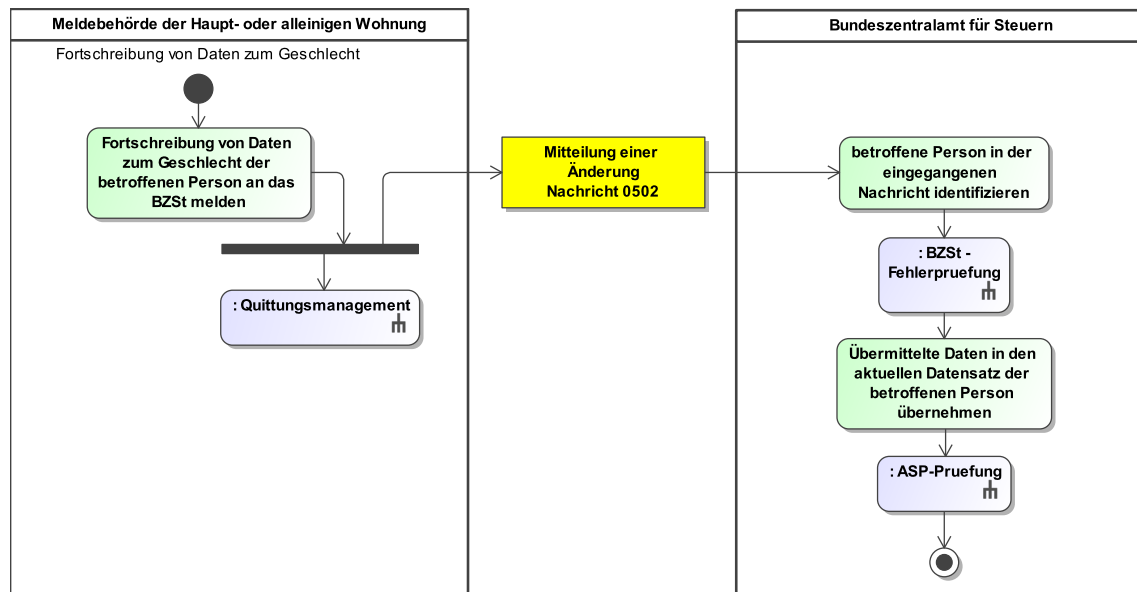 Meldebehörde der Haupt- oder alleinigen Wohnung
Fortschreibung von Daten zum Geschlecht
Fortschreibung von Daten
zum Geschlecht der
betroffenen Person an das
BZSt melden
: Quittungsmanagement
Mitteilung einer
Änderung
Nachricht 0502
Bundeszentralamt für Steuern
betroffene Person in der
eingegangenen
Nachricht identifizieren
: BZSt -
Fehlerpruefung
Übermittelte Daten in den
aktuellen Datensatz der
betroffenen Person
übernehmen
: ASP-Pruefung